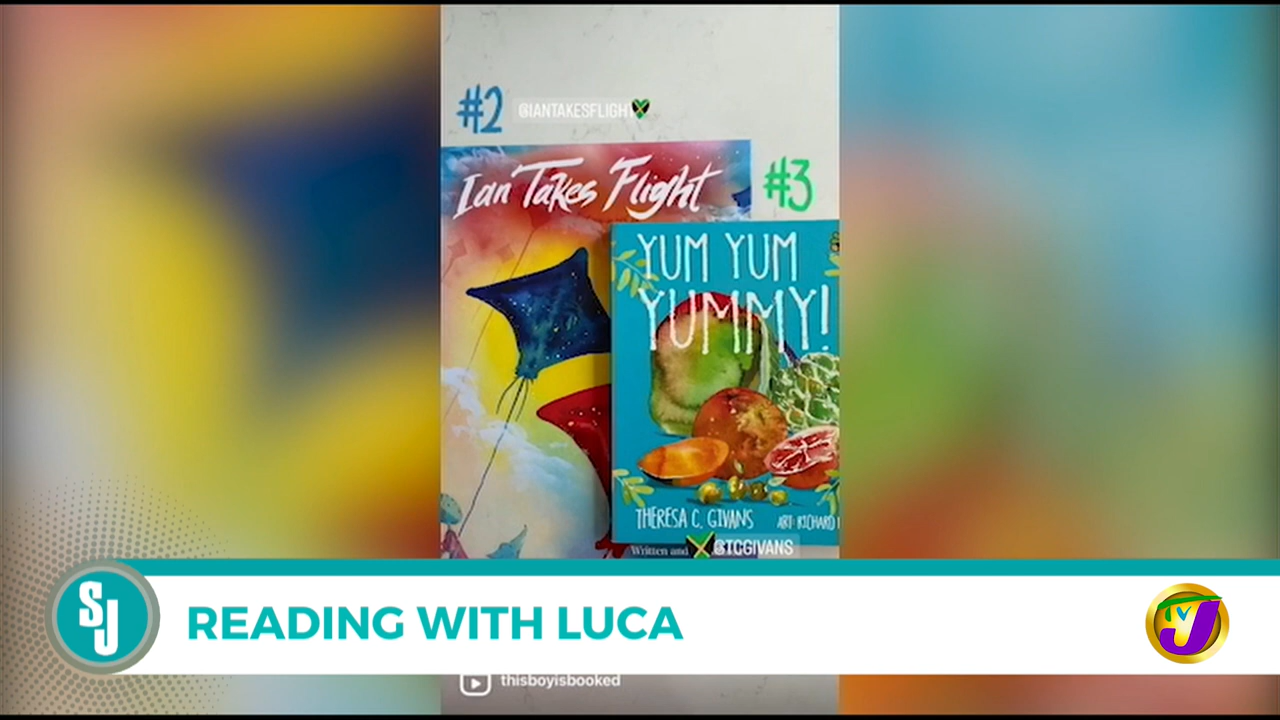 #2 @IANTAKESFLIGHT
Ian Takes Flight
#3
YUM YUM
YUMMY!
THERESA C. GIVANS
ART: RICHARD
Written and
@TCGIVANS
SJ
READING WITH LUCA
TVJ
thisboyisbooked